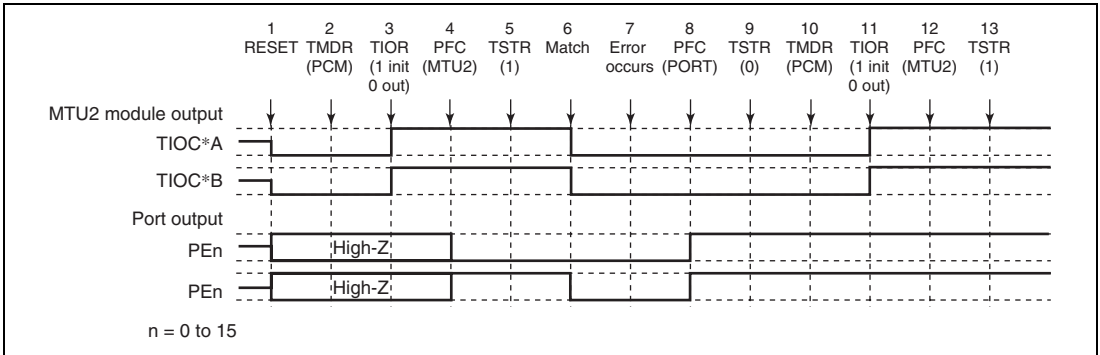 1 2 3 4 5 6 7 8 9 10 11 12 13
RESET TMDR TIOR PFC TSTR Match Error PFC TSTR TMDR TIOR PFC TSTR
(PCM) (1 init (MTU2) (1) occurs (PORT) (0) (PCM) (1 init (MTU2) (1)
0 out) 0 out)
MTU2 module output
TIOC*A
TIOC*B
Port output
PEn High-Z
PEn High-Z
n = 0 to 15